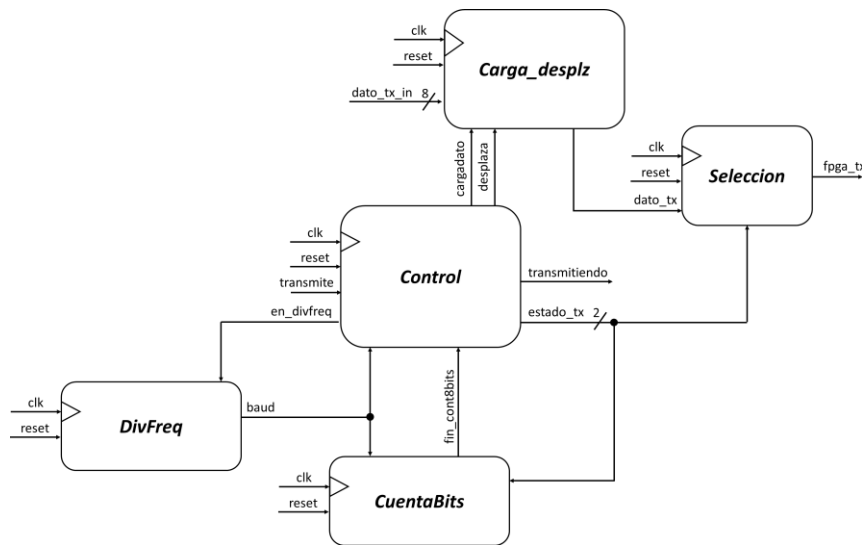 clk
reset
dato_tx_in 8
Carga_desplz
cargadato
desplaza
clk
reset
dato_tx
Seleccion
fpga_tx
clk
reset
transmite
en_divfreq
Control
transmitiendo
estado_tx 2
fin_cont8bits
clk
reset
DivFreq
baud
clk
reset
CuentaBits